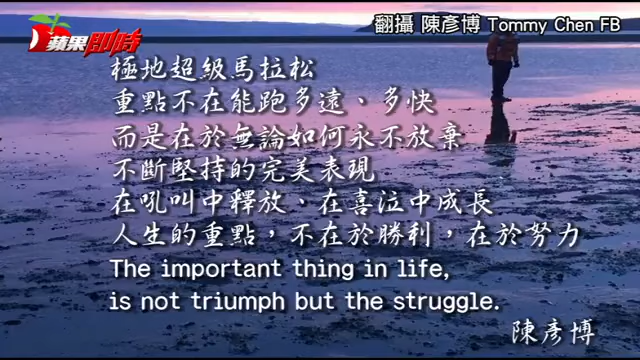 蘋果即時
翻攝 陳彥博 Tommy Chen FB
極地超級馬拉松
重點不在能跑多遠、多快
而是在於無論如何永不放棄
不斷堅持的完美表現
在吼叫中釋放、在喜泣中成長
人生的重點，不在於勝利，在於努力
The important thing in life,
is not triumph but the struggle.
陳彥博